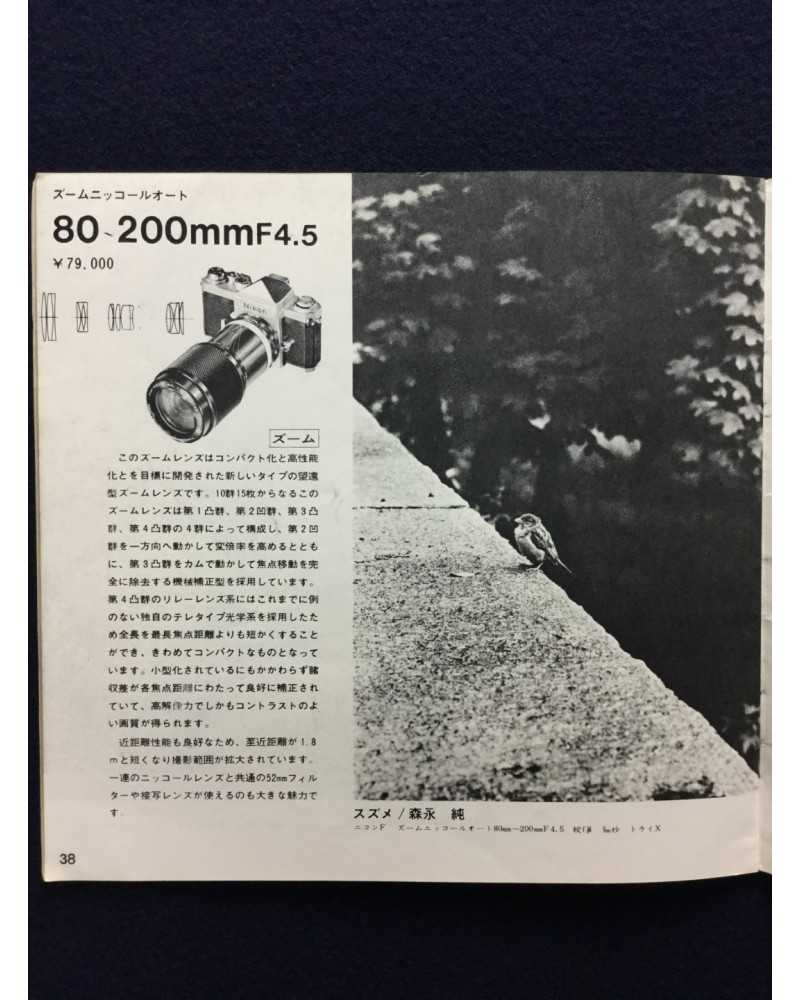 ズームニッコールオート
80~200mmF4.5
¥79,000
Nikon
ズーム
このズームレンズはコンパクト化と高性能
化とを目標に開発された新しいタイプの望遠
型ズームレンズです。10群15枚からなるこの
ズームレンズは第1凸群、第2凹群、第3凸
群、第4凸群の4群によって構成し、第2凹
群を一方向へ動かして変倍率を高めるととも
に、第3凸群をカムで動かして焦点移動を完
全に除去する機械補正型を採用しています。
第4凸群のリレーレンズ系にはこれまでに例
のない独自のテレタイプ光学系を採用したた
め全長を最長焦点距離よりも短かくすること
ができ、きわめてコンパクトなものとなって
います。小型化されているにもかかわらず諸
収差が各焦点距離にわたって良好に補正され
ていて、高解像力でしかもコントラストのよ
い画質が得られます。
近距離性能も良好なため、至近距離が1.8
mと短くなり撮影範囲が拡大されています。
一連のニッコールレンズと共通の52mmフィル
ターや接写レンズが使えるのも大きな魅力で
す.
スズメ/森永 純
ニコンF ズームニッコールオート80mm〜200mmF4.5 秒 トライX
38